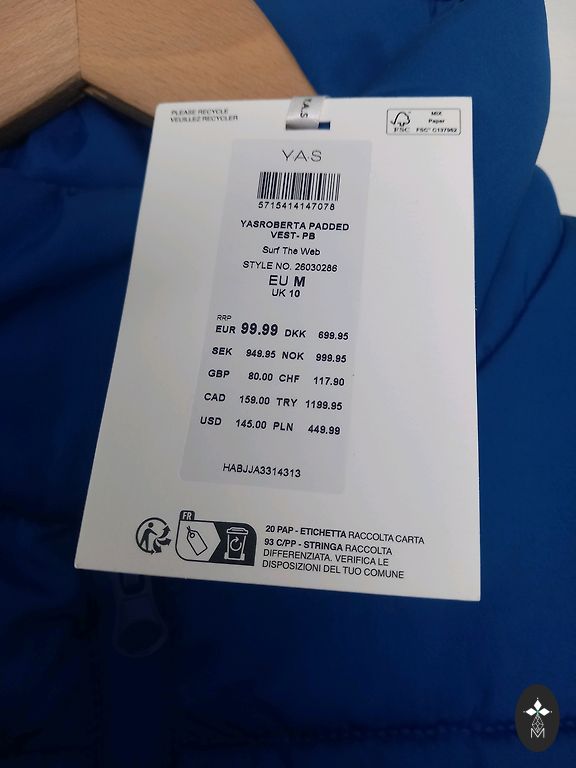 PLEASE RECYCLE
VEUILLEZ RECYCLER
Y.A.S
MIX
Paper
FSC
FSC™ C137982
Y.A.S
5715414147078
YASROBERTA PADDED
VEST- PB
Surf The Web
STYLE NO. 26030286
EU M
UK 10
RRP
EUR 99.99 DKK 699.95
SEK 949.95 NOK 999.95
GBP 80.00 CHF 117.90
CAD 159.00 TRY 1199.95
USD 145.00 PLN 449.99
HABJJA3314313
FR
20 PAP - ETICHETTA RACCOLTA CARTA
93 C/PP - STRINGA RACCOLTA
DIFFERENZIATA. VERIFICA LE
DISPOSIZIONI DEL TUO COMUNE
M